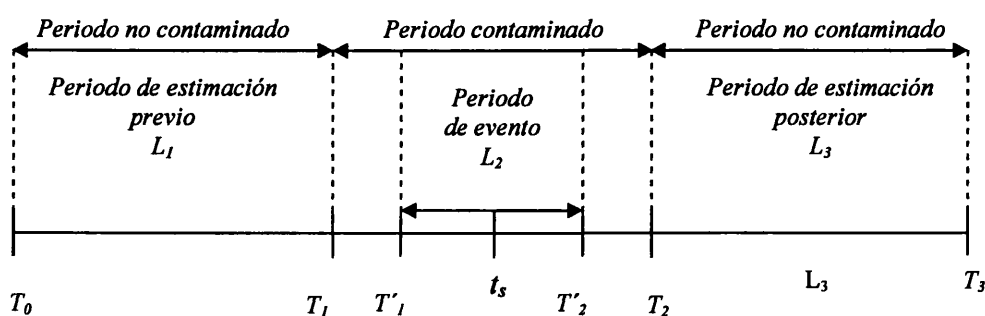 Periodo no contaminado Periodo contaminado Periodo no contaminado
Periodo de estimación
previo
L₁
Periodo
de evento
L₂
Periodo de estimación
posterior
L₃
T₀ T₁ T´₁ tₛ T´₂ T₂ L₃ T₃